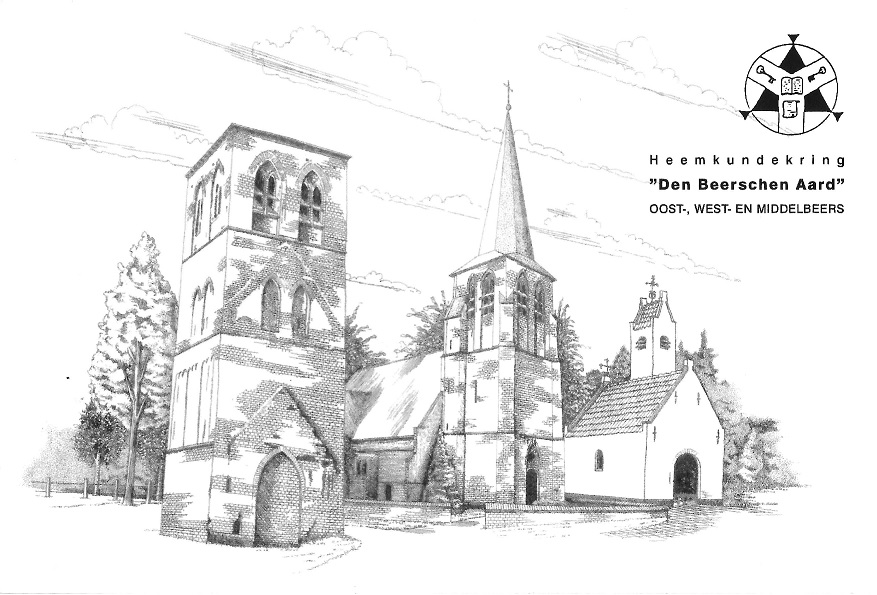 Heemkundekring
”Den Beerschen Aard”
OOST-, WEST- EN MIDDELBEERS